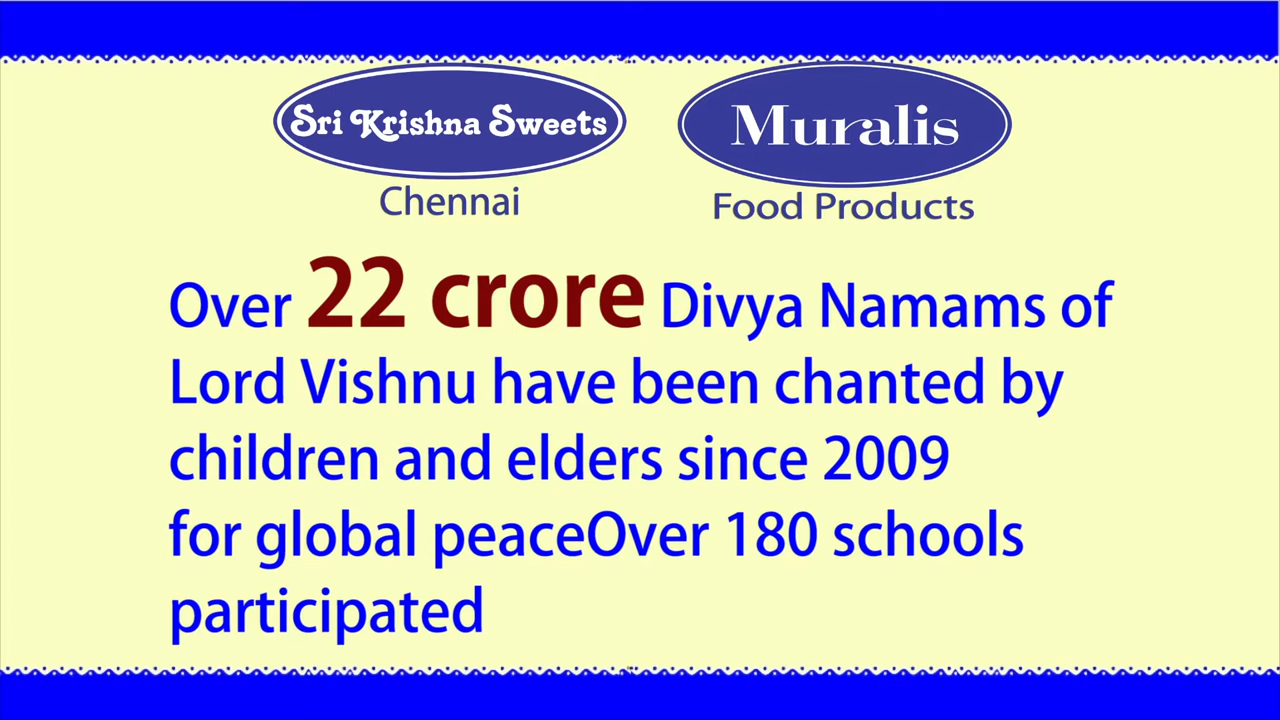 Sri Krishna Sweets
Chennai
Muralis
Food Products
Over 22 crore Divya Namams of
Lord Vishnu have been chanted by
children and elders since 2009
for global peaceOver 180 schools
participated